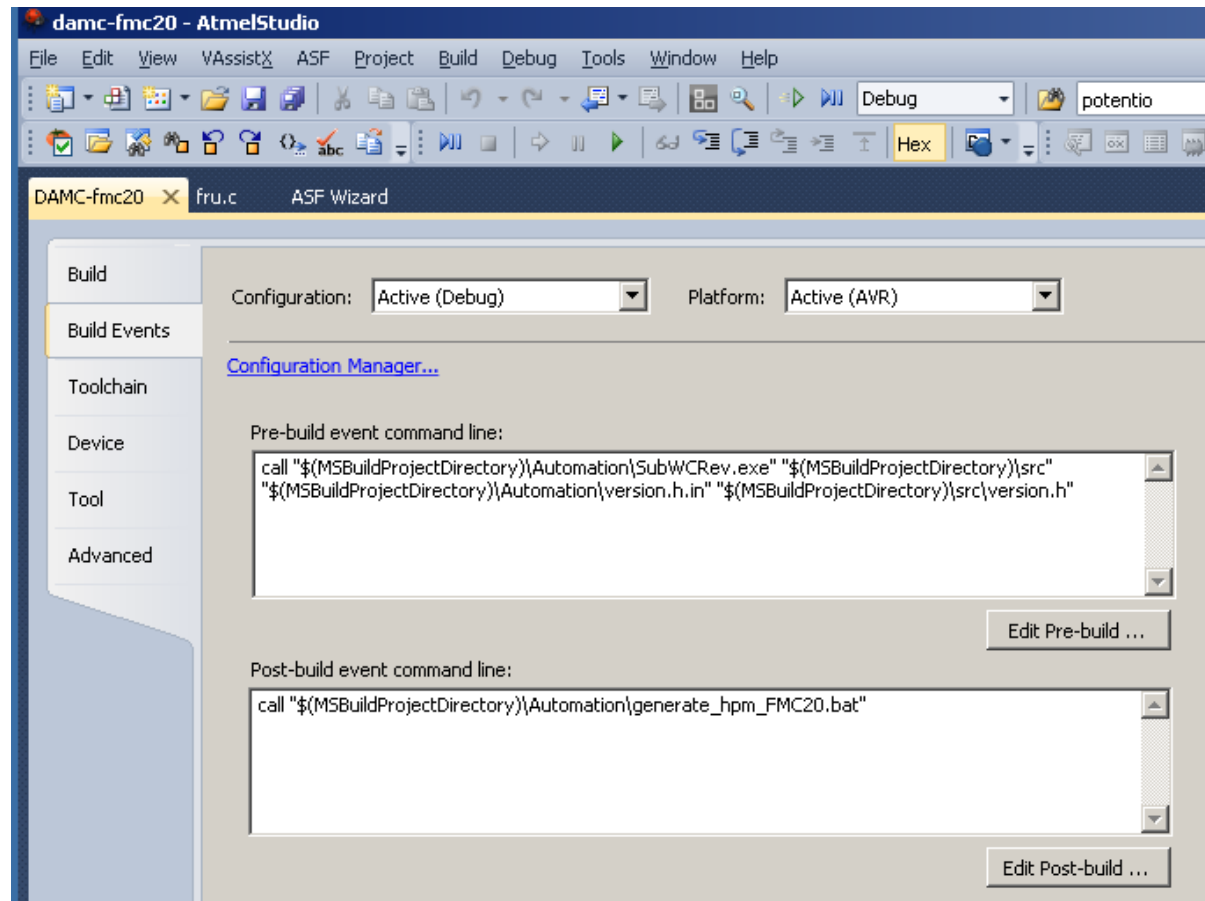 damc-fmc20 - AtmelStudio
File Edit View VAssistX ASF Project Build Debug Tools Window Help
Debug potentio
abc Hex
DAMC-fmc20 fru.c ASF Wizard
Build
Configuration: Active (Debug) Platform: Active (AVR)
Build Events
Configuration Manager...
Toolchain
Device
Pre-build event command line:
call "$(MSBuildProjectDirectory)\Automation\SubWCRev.exe" "$(MSBuildProjectDirectory)\src"
"$(MSBuildProjectDirectory)\Automation\version.h.in" "$(MSBuildProjectDirectory)\src\version.h"
Tool
Advanced
Edit Pre-build ...
Post-build event command line:
call "$(MSBuildProjectDirectory)\Automation\generate_hpm_FMC20.bat"
Edit Post-build ...